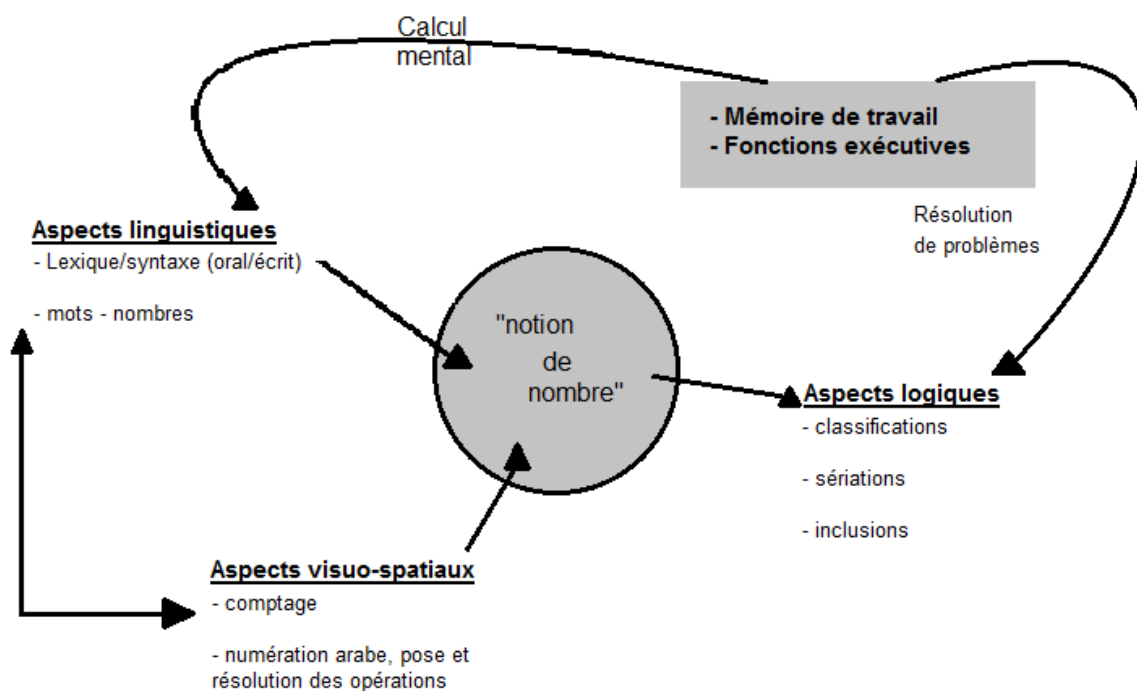 Calcul
mental
- Mémoire de travail
- Fonctions exécutives
Résolution
de problèmes
Aspects linguistiques
- Lexique/syntaxe (oral/écrit)
- mots - nombres
"notion
de
nombre"
Aspects logiques
- classifications
- sériations
- inclusions
Aspects visuo-spatiaux
- comptage
- numération arabe, pose et
résolution des opérations